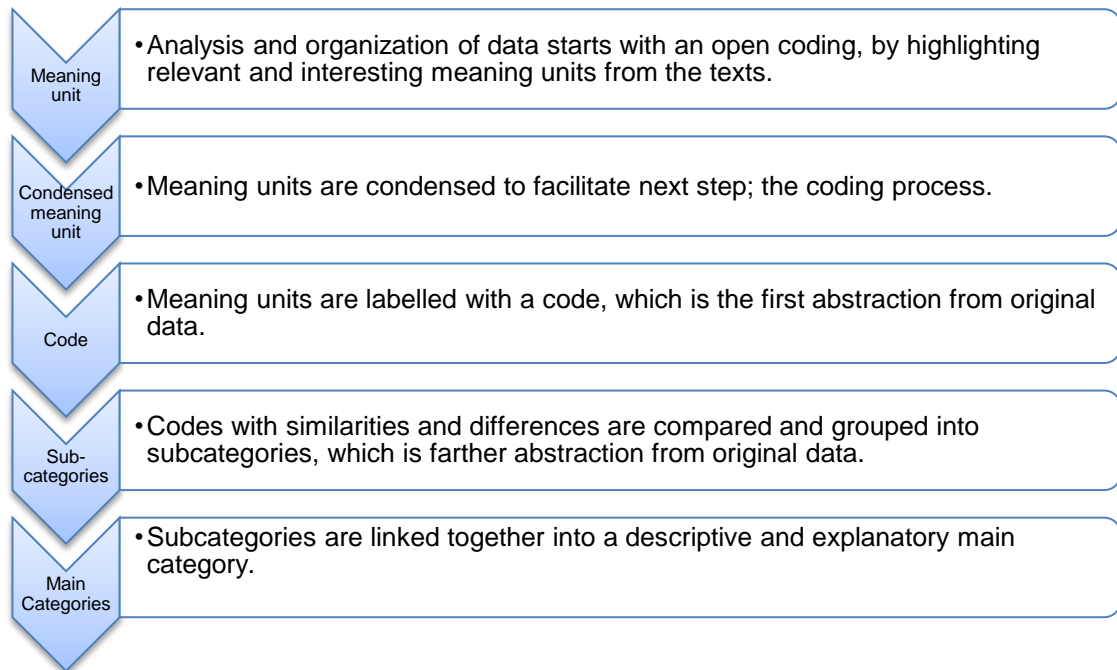 Meaning
unit
•Analysis and organization of data starts with an open coding, by highlighting
relevant and interesting meaning units from the texts.
Condensed
meaning
unit
•Meaning units are condensed to facilitate next step; the coding process.
Code
•Meaning units are labelled with a code, which is the first abstraction from original
data.
Sub-
categories
•Codes with similarities and differences are compared and grouped into
subcategories, which is farther abstraction from original data.
Main
Categories
•Subcategories are linked together into a descriptive and explanatory main
category.